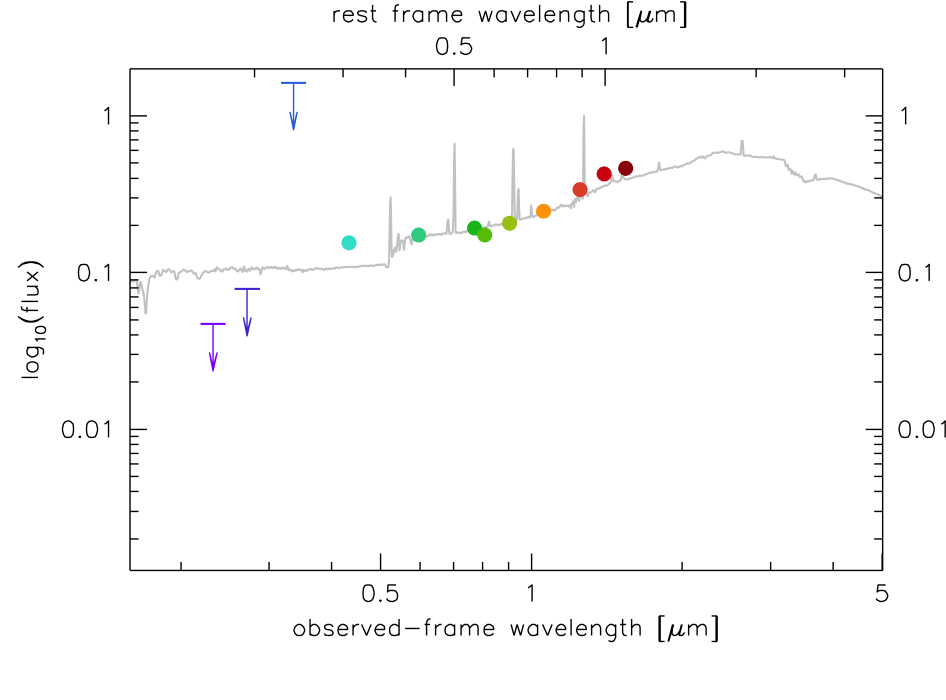 rest frame wavelength [μm]
0.5 1
1 1
0.1 0.1
log10(flux)
0.01 0.01
0.5 1 5
observed-frame wavelength [μm]